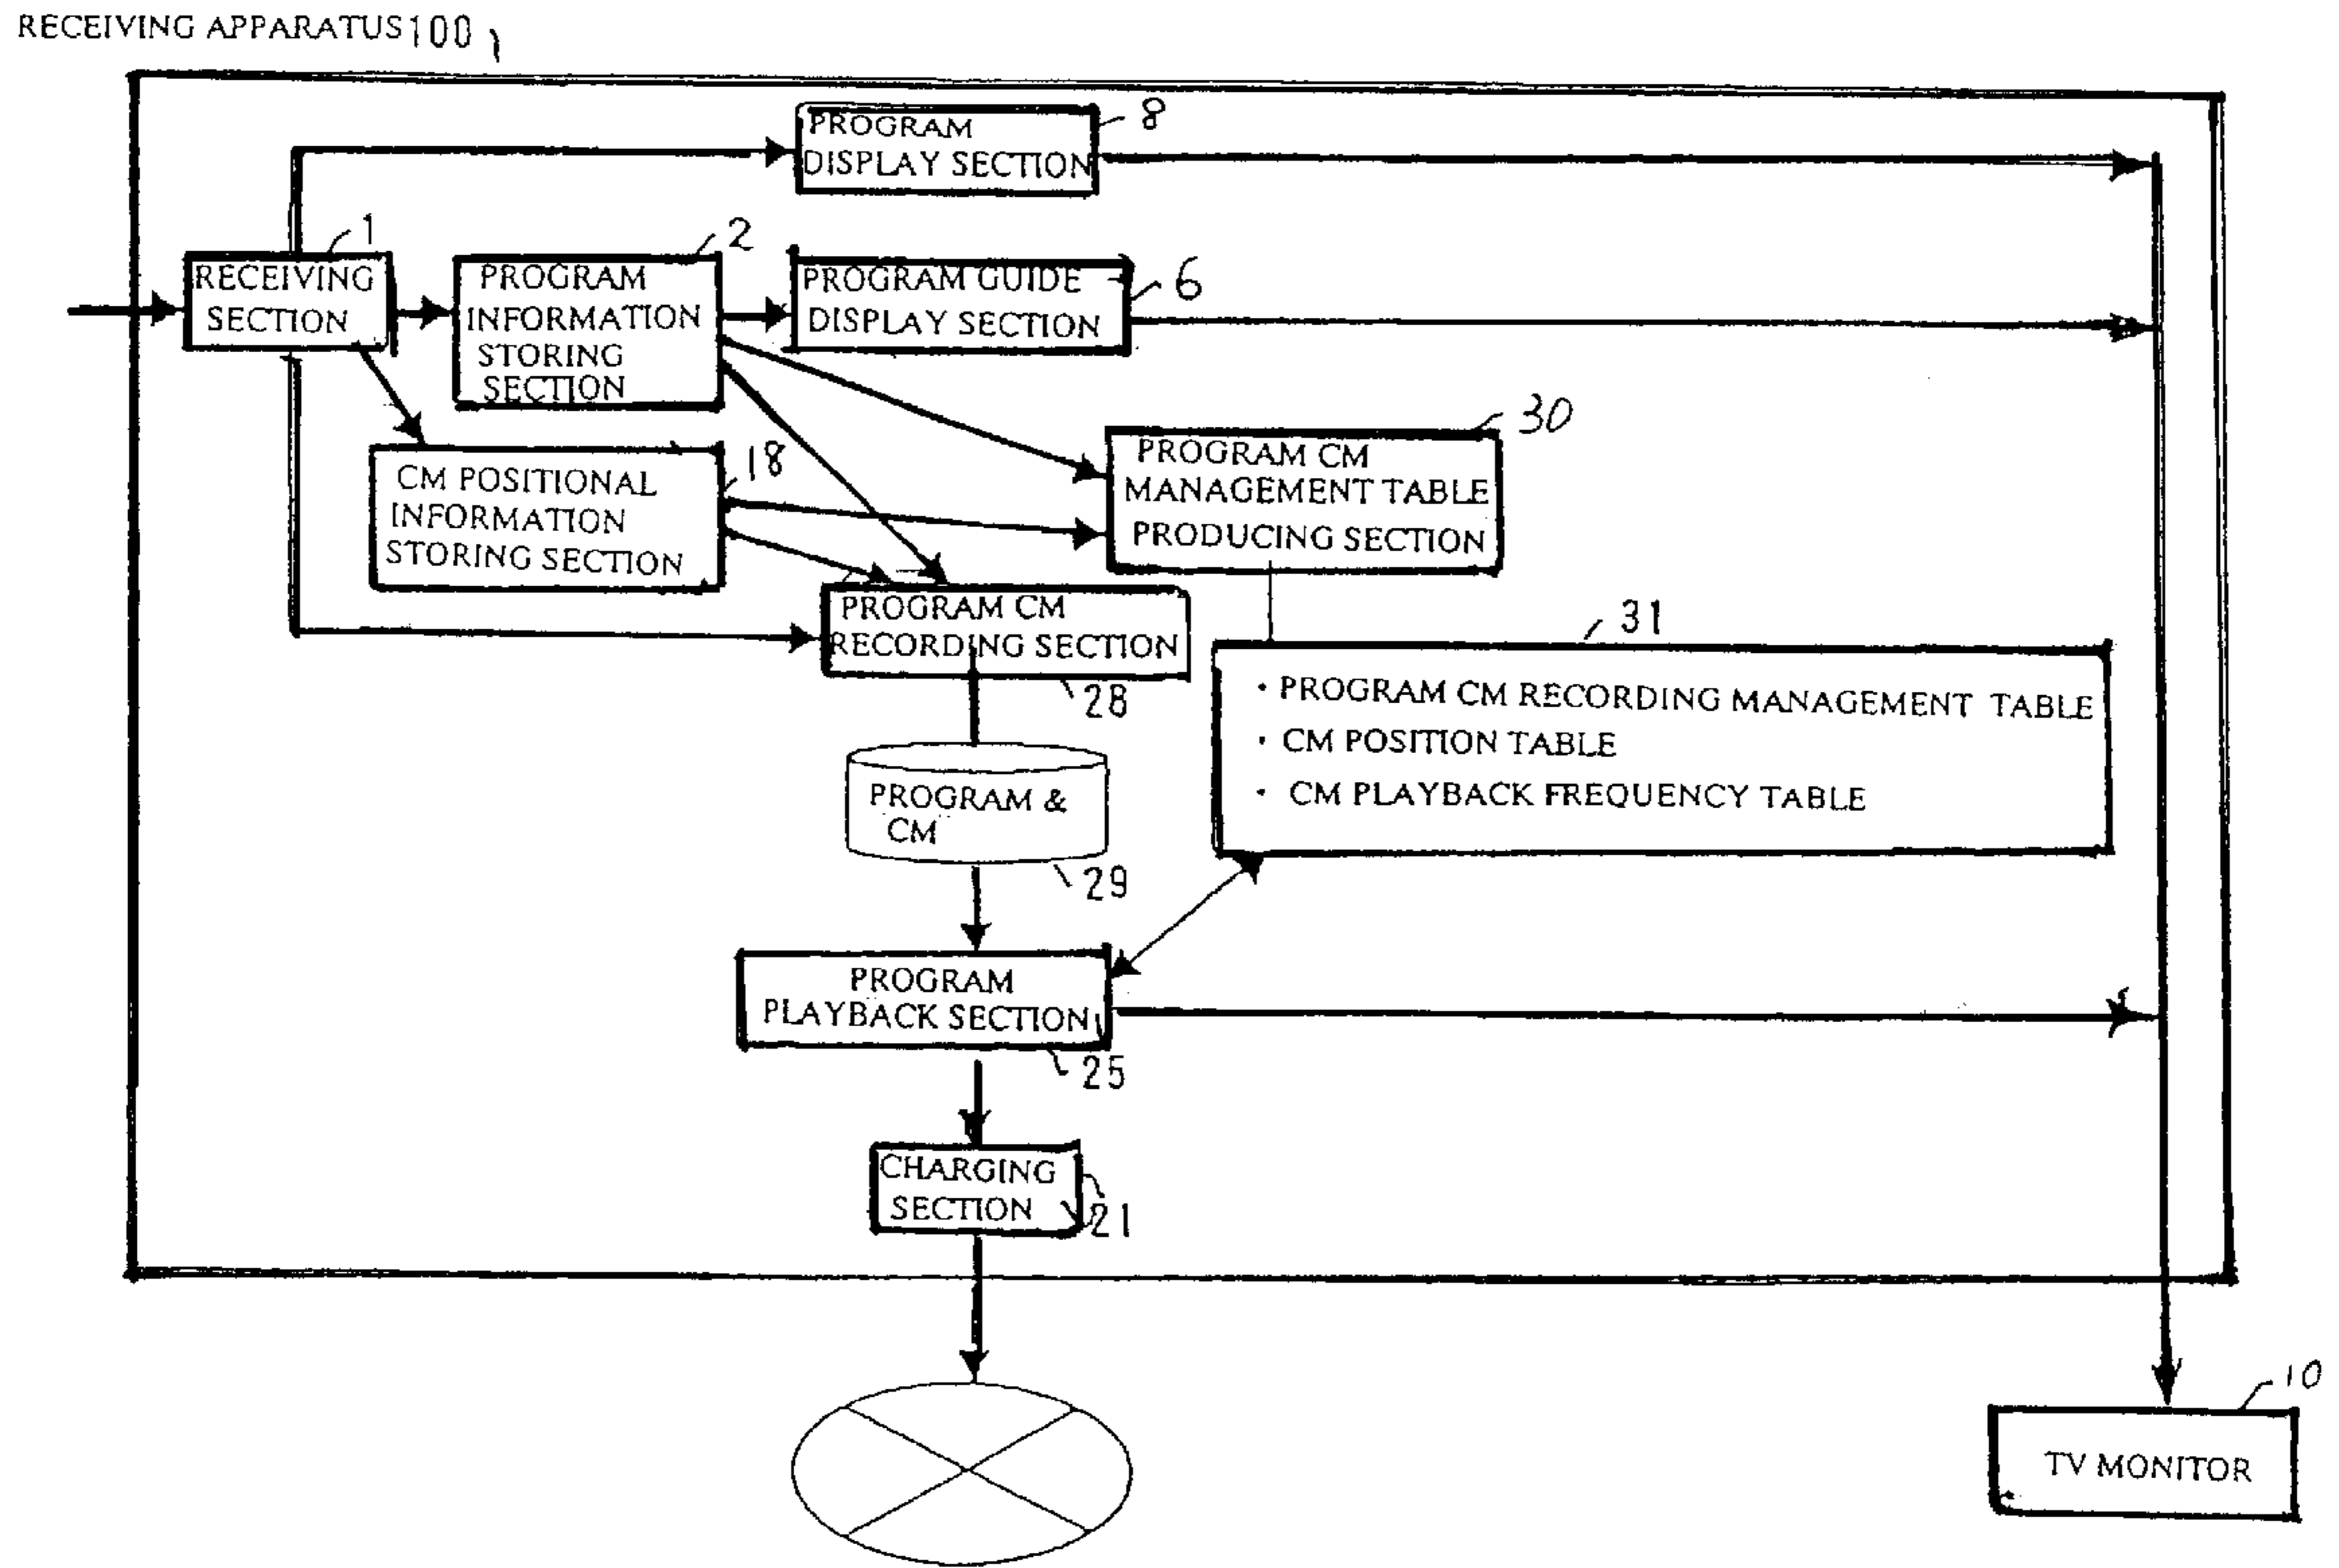 RECEIVING APPARATUS 100
PROGRAM
DISPLAY SECTION
8
1
RECEIVING
SECTION
2
PROGRAM
INFORMATION
STORING
SECTION
PROGRAM GUIDE
DISPLAY SECTION
6
CM POSITIONAL
INFORMATION
STORING SECTION
18
30
PROGRAM CM
MANAGEMENT TABLE
PRODUCING SECTION
PROGRAM CM
RECORDING SECTION
28
31
· PROGRAM CM RECORDING MANAGEMENT TABLE
· CM POSITION TABLE
· CM PLAYBACK FREQUENCY TABLE
PROGRAM &
CM
29
PROGRAM
PLAYBACK SECTION
25
CHARGING
SECTION
21
10
TV MONITOR